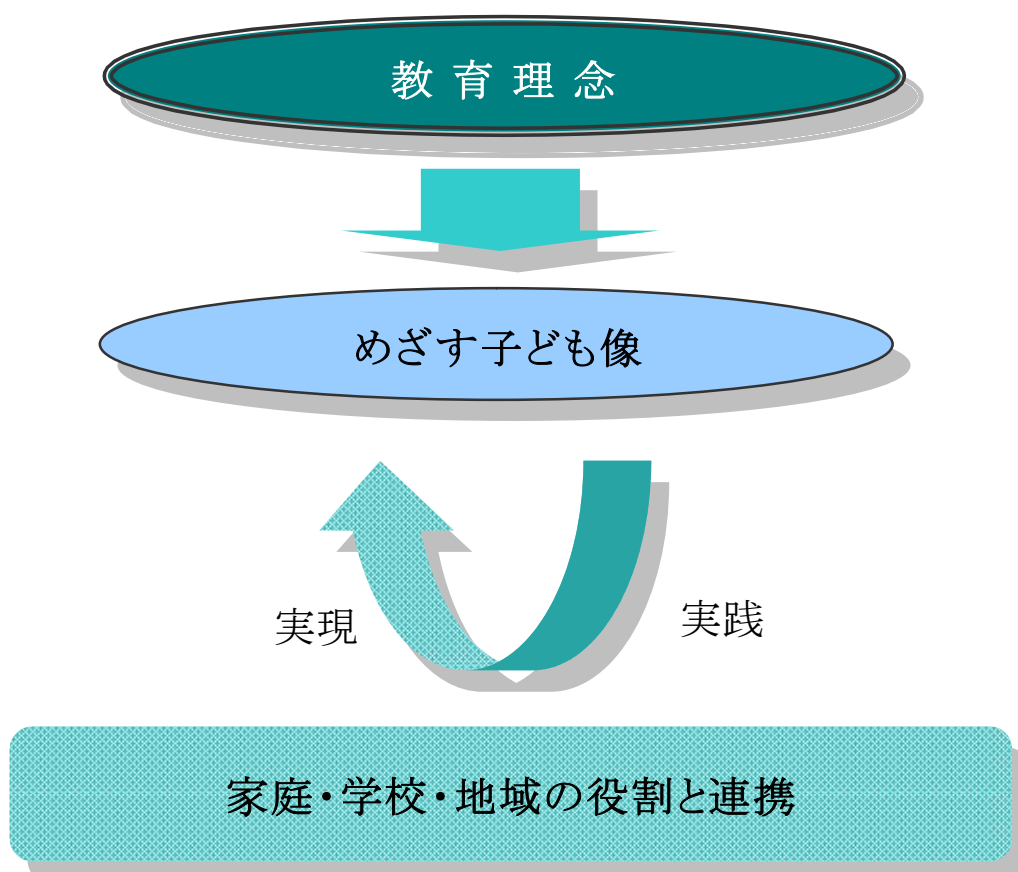 教育理念
めざす子ども像
実現
実践
家庭・学校・地域の役割と連携